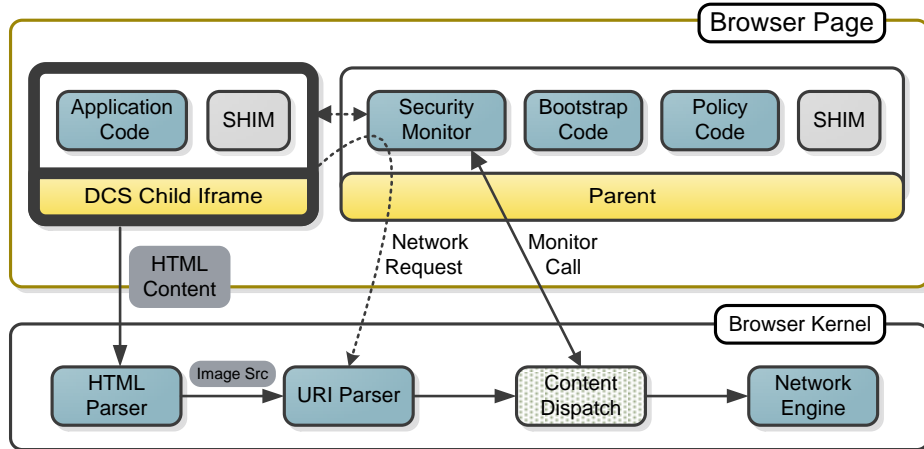 Browser Page
Application
Code
SHIM
Security
Monitor
Bootstrap
Code
Policy
Code
SHIM
DCS Child Iframe
Parent
HTML
Content
Network
Request
Monitor
Call
Browser Kernel
HTML
Parser
Image Src
URI Parser
Content
Dispatch
Network
Engine